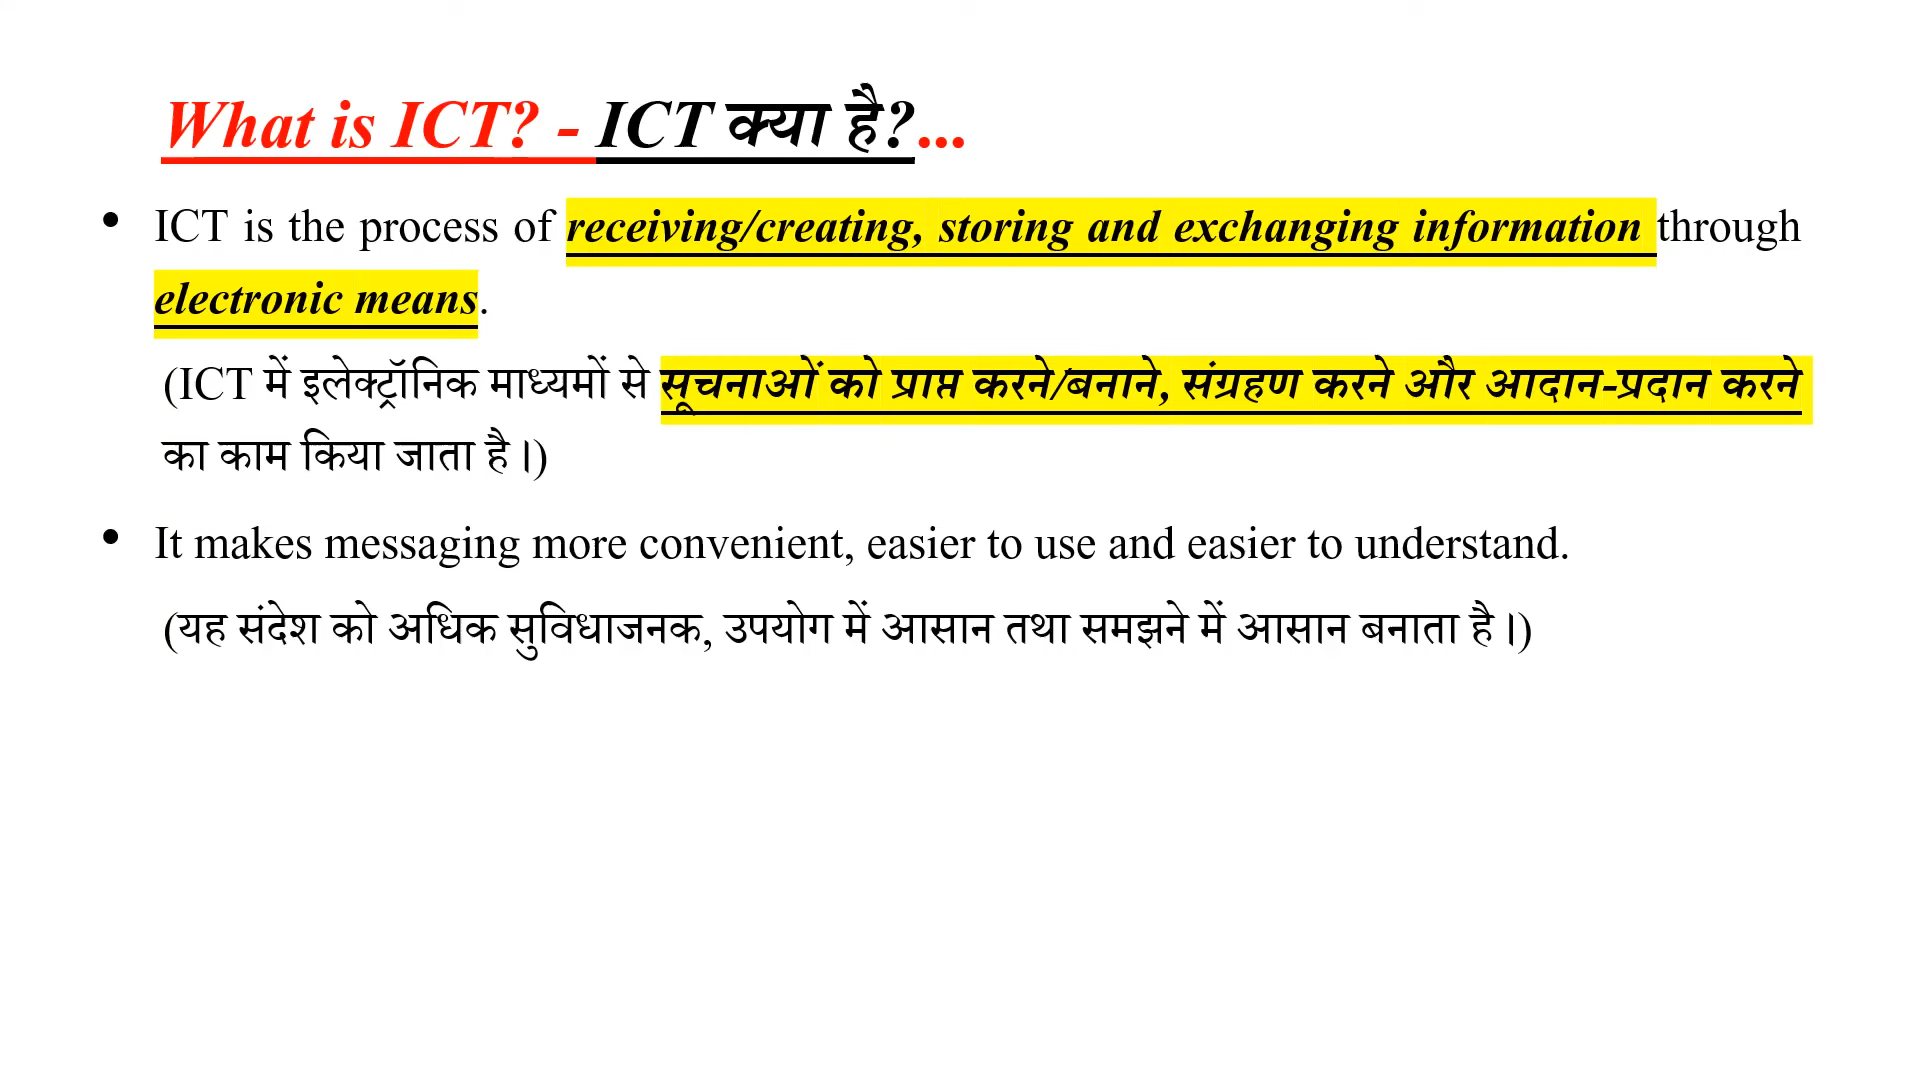 What is ICT? - ICT क्या है?...
• ICT is the process of receiving/creating, storing and exchanging information through
electronic means.
(ICT में इलेक्ट्रॉनिक माध्यमों से सूचनाओं को प्राप्त करने/बनाने, संग्रहण करने और आदान-प्रदान करने
का काम किया जाता है।)
• It makes messaging more convenient, easier to use and easier to understand.
(यह संदेश को अधिक सुविधाजनक, उपयोग में आसान तथा समझने में आसान बनाता है।)